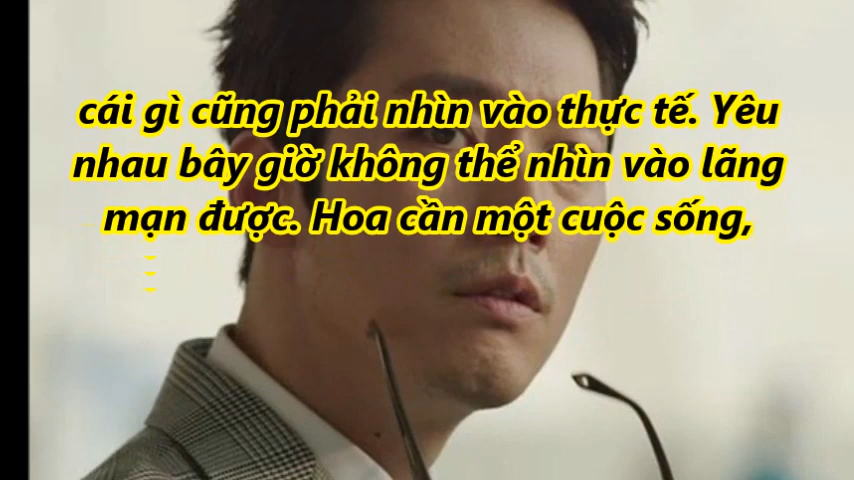 cái gì cũng phải nhìn vào thực tế. Yêu
nhau bây giờ không thể nhìn vào lãng
mạn được. Hoa cần một cuộc sống,